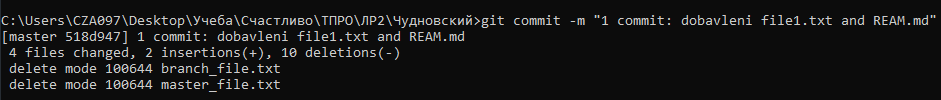 C:\Users\CZA097\Desktop\Учеба\Счастливо\ТПРО\ЛР2\Чудновский>git commit -m "1 commit: dobavleni file1.txt and REAM.md"
[master 518d947] 1 commit: dobavleni file1.txt and REAM.md
 4 files changed, 2 insertions(+), 10 deletions(-)
 delete mode 100644 branch_file.txt
 delete mode 100644 master_file.txt